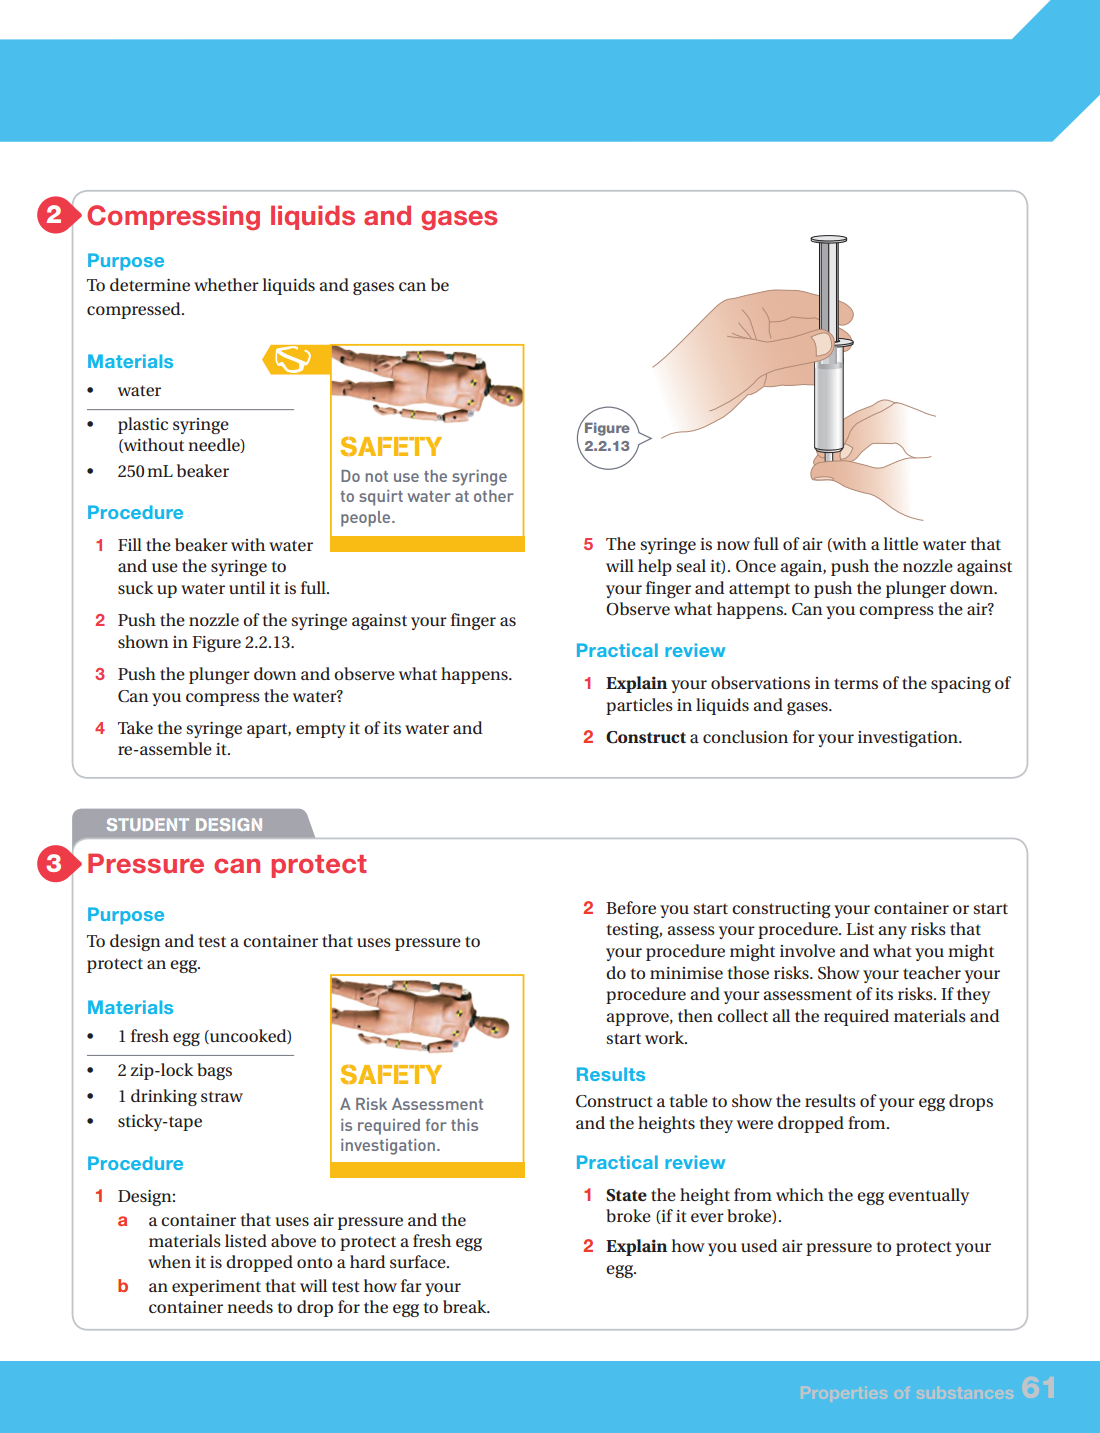 2
Compressing liquids and gases
Purpose
To determine whether liquids and gases can be
compressed.
Materials
• water
• plastic syringe
(without needle)
• 250 mL beaker
SAFETY
Do not use the syringe
to squirt water at other
people.
Procedure
1 Fill the beaker with water
and use the syringe to
suck up water until it is full.
2 Push the nozzle of the syringe against your finger as
shown in Figure 2.2.13.
3 Push the plunger down and observe what happens.
Can you compress the water?
4 Take the syringe apart, empty it of its water and
re-assemble it.
Figure
2.2.13
5 The syringe is now full of air (with a little water that
will help seal it). Once again, push the nozzle against
your finger and attempt to push the plunger down.
Observe what happens. Can you compress the air?
Practical review
1 Explain your observations in terms of the spacing of
particles in liquids and gases.
2 Construct a conclusion for your investigation.
STUDENT DESIGN
3
Pressure can protect
Purpose
To design and test a container that uses pressure to
protect an egg.
Materials
• 1 fresh egg (uncooked)
• 2 zip-lock bags
• 1 drinking straw
• sticky-tape
SAFETY
A Risk Assessment
is required for this
investigation.
Procedure
1 Design:
a a container that uses air pressure and the
materials listed above to protect a fresh egg
when it is dropped onto a hard surface.
b an experiment that will test how far your
container needs to drop for the egg to break.
2 Before you start constructing your container or start
testing, assess your procedure. List any risks that
your procedure might involve and what you might
do to minimise those risks. Show your teacher your
procedure and your assessment of its risks. If they
approve, then collect all the required materials and
start work.
Results
Construct a table to show the results of your egg drops
and the heights they were dropped from.
Practical review
1 State the height from which the egg eventually
broke (if it ever broke).
2 Explain how you used air pressure to protect your
egg.
Properties of substances 61